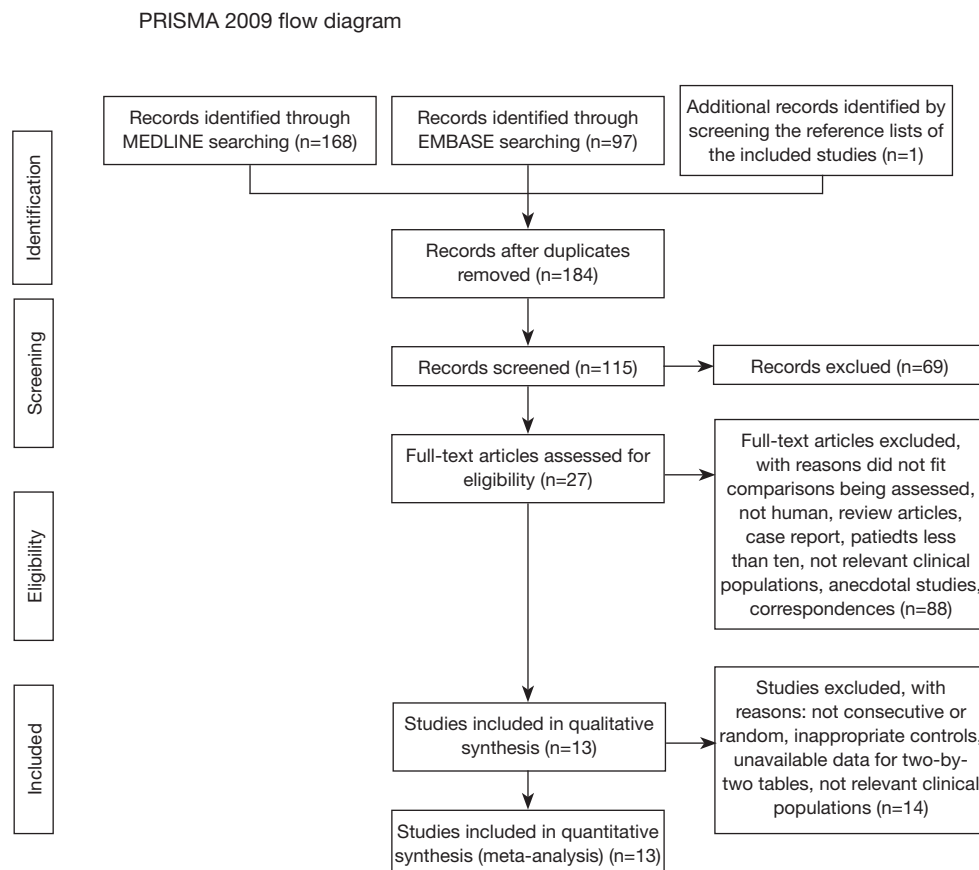 PRISMA 2009 flow diagram
Records identified through
MEDLINE searching (n=168)
Records identified through
EMBASE searching (n=97)
Additional records identified by
screening the reference lists of
the included studies (n=1)
Identification
Records after duplicates
removed (n=184)
Screening
Records screened (n=115)
Records exclued (n=69)
Full-text articles assessed for
eligibility (n=27)
Full-text articles excluded,
with reasons did not fit
comparisons being assessed,
not human, review articles,
case report, patiedts less
than ten, not relevant clinical
populations, anecdotal studies,
correspondences (n=88)
Eligibility
Included
Studies included in qualitative
synthesis (n=13)
Studies excluded, with
reasons: not consecutive or
random, inappropriate controls,
unavailable data for two-by-
two tables, not relevant clinical
populations (n=14)
Studies included in quantitative
synthesis (meta-analysis) (n=13)